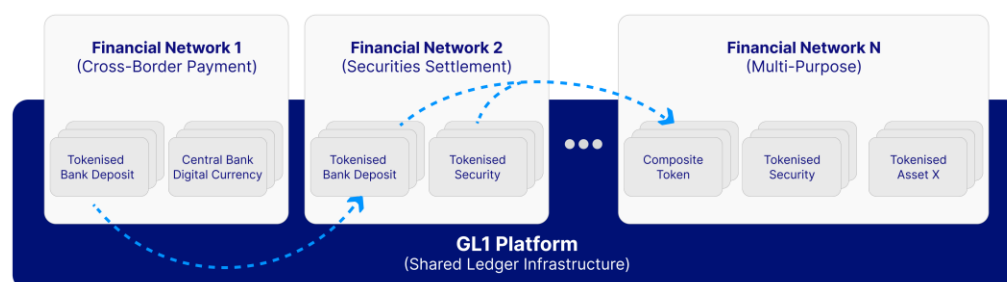 Financial Network 1
(Cross-Border Payment)
Tokenised
Bank Deposit
Central Bank
Digital Currency
Financial Network 2
(Securities Settlement)
Tokenised
Bank Deposit
Tokenised
Security
Financial Network N
(Multi-Purpose)
Composite
Token
Tokenised
Security
Tokenised
Asset X
GL1 Platform
(Shared Ledger Infrastructure)